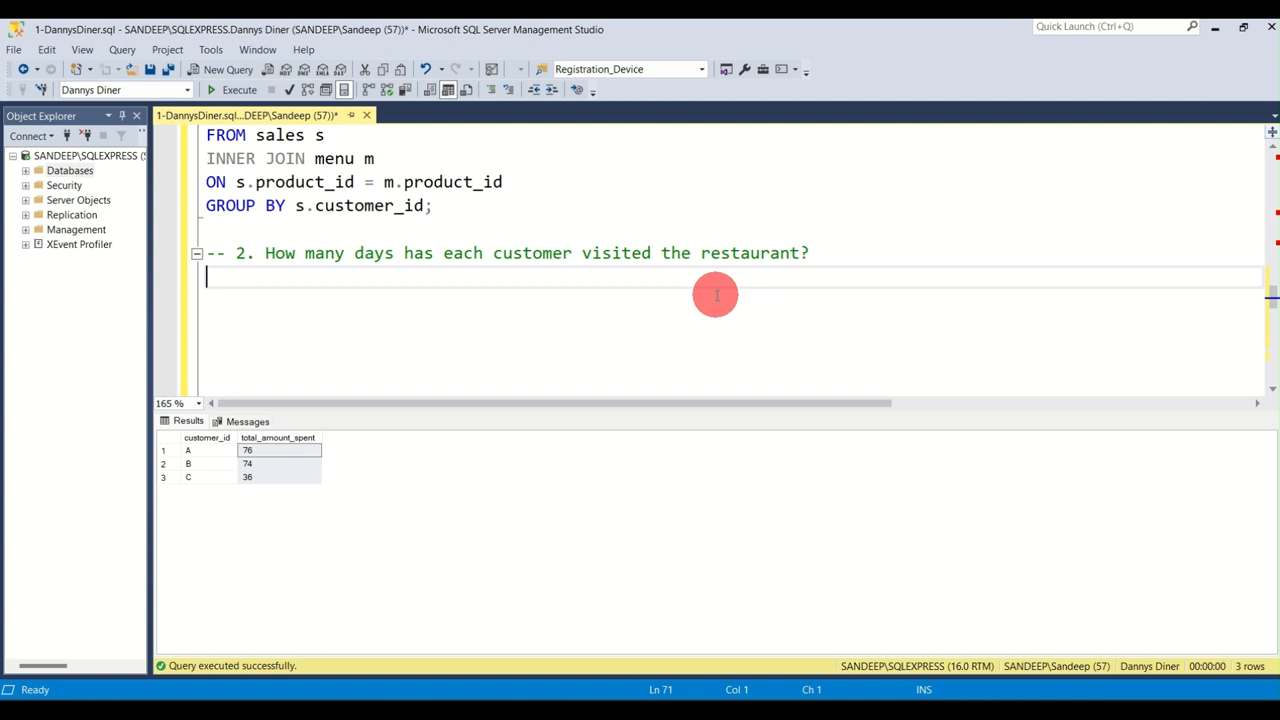 1-DannysDiner.sql - SANDEEP\SQLEXPRESS.Dannys Diner (SANDEEP\Sandeep (57))* - Microsoft SQL Server Management Studio
Quick Launch (Ctrl+Q)
File Edit View Query Project Tools Window Help
New Query
MDX DMX XMLA DAX
Registration_Device
Dannys Diner
Execute
Object Explorer
1-DannysDiner.sql...DEEP\Sandeep (57))*
Connect
SANDEEP\SQLEXPRESS (
Databases
Security
Server Objects
Replication
Management
XEvent Profiler
FROM sales s
INNER JOIN menu m
ON s.product_id = m.product_id
GROUP BY s.customer_id;
-- 2. How many days has each customer visited the restaurant?
165 %
Results Messages
customer_id total_amount_spent
1 A 76
2 B 74
3 C 36
Query executed successfully. SANDEEP\SQLEXPRESS (16.0 RTM) SANDEEP\Sandeep (57) Dannys Diner 00:00:00 3 rows
Ready Ln 71 Col 1 Ch 1 INS